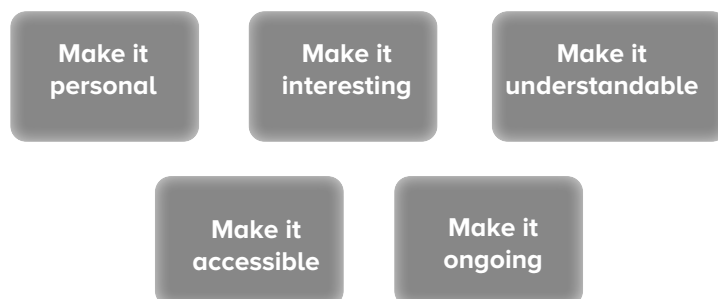 Make it
personal
Make it
interesting
Make it
understandable
Make it
accessible
Make it
ongoing